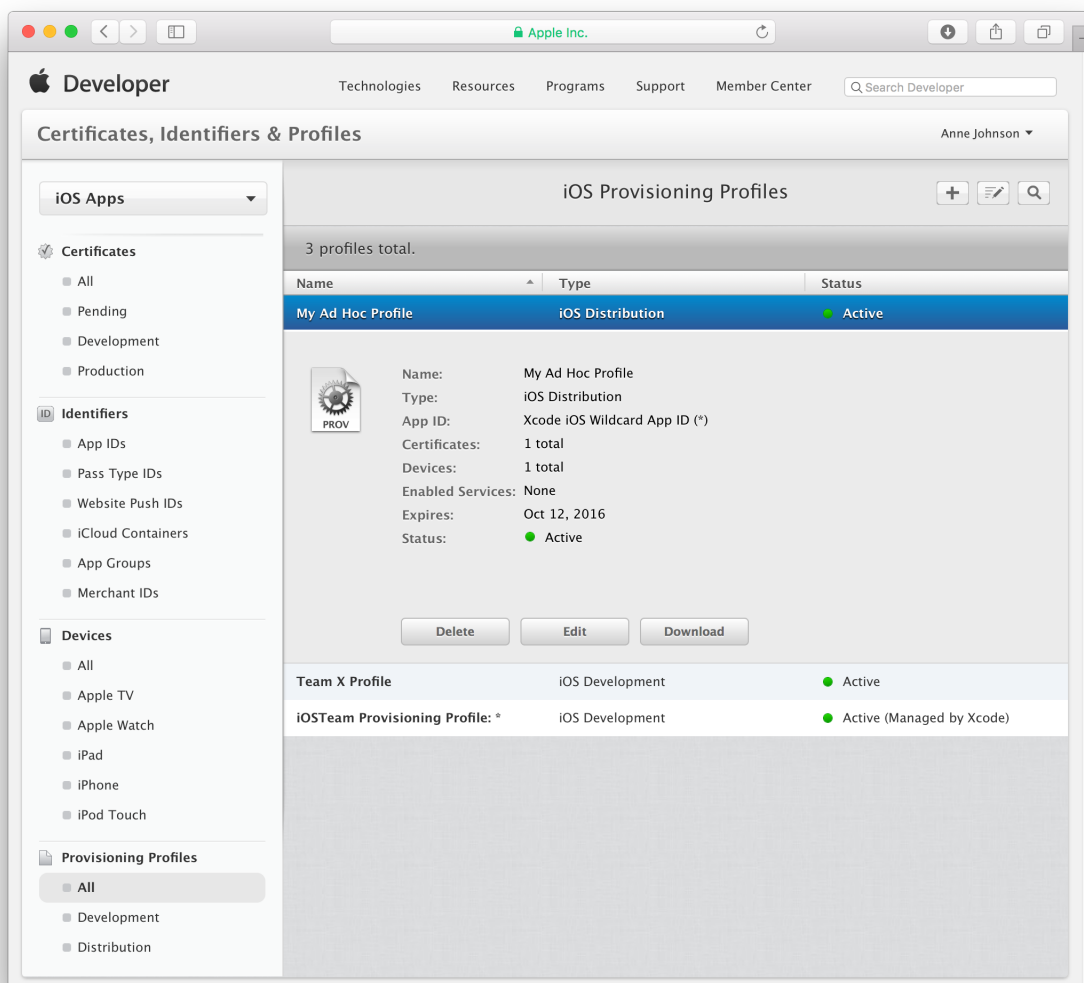 Apple Inc.
Developer
Technologies Resources Programs Support Member Center Search Developer
Certificates, Identifiers & Profiles
Anne Johnson
iOS Apps
Certificates
All
Pending
Development
Production
ID Identifiers
App IDs
Pass Type IDs
Website Push IDs
iCloud Containers
App Groups
Merchant IDs
Devices
All
Apple TV
Apple Watch
iPad
iPhone
iPod Touch
Provisioning Profiles
All
Development
Distribution
iOS Provisioning Profiles
3 profiles total.
Name Type Status
My Ad Hoc Profile iOS Distribution Active
PROV
Name: My Ad Hoc Profile
Type: iOS Distribution
App ID: Xcode iOS Wildcard App ID (*)
Certificates: 1 total
Devices: 1 total
Enabled Services: None
Expires: Oct 12, 2016
Status: Active
Delete Edit Download
Team X Profile iOS Development Active
iOSTeam Provisioning Profile: * iOS Development Active (Managed by Xcode)